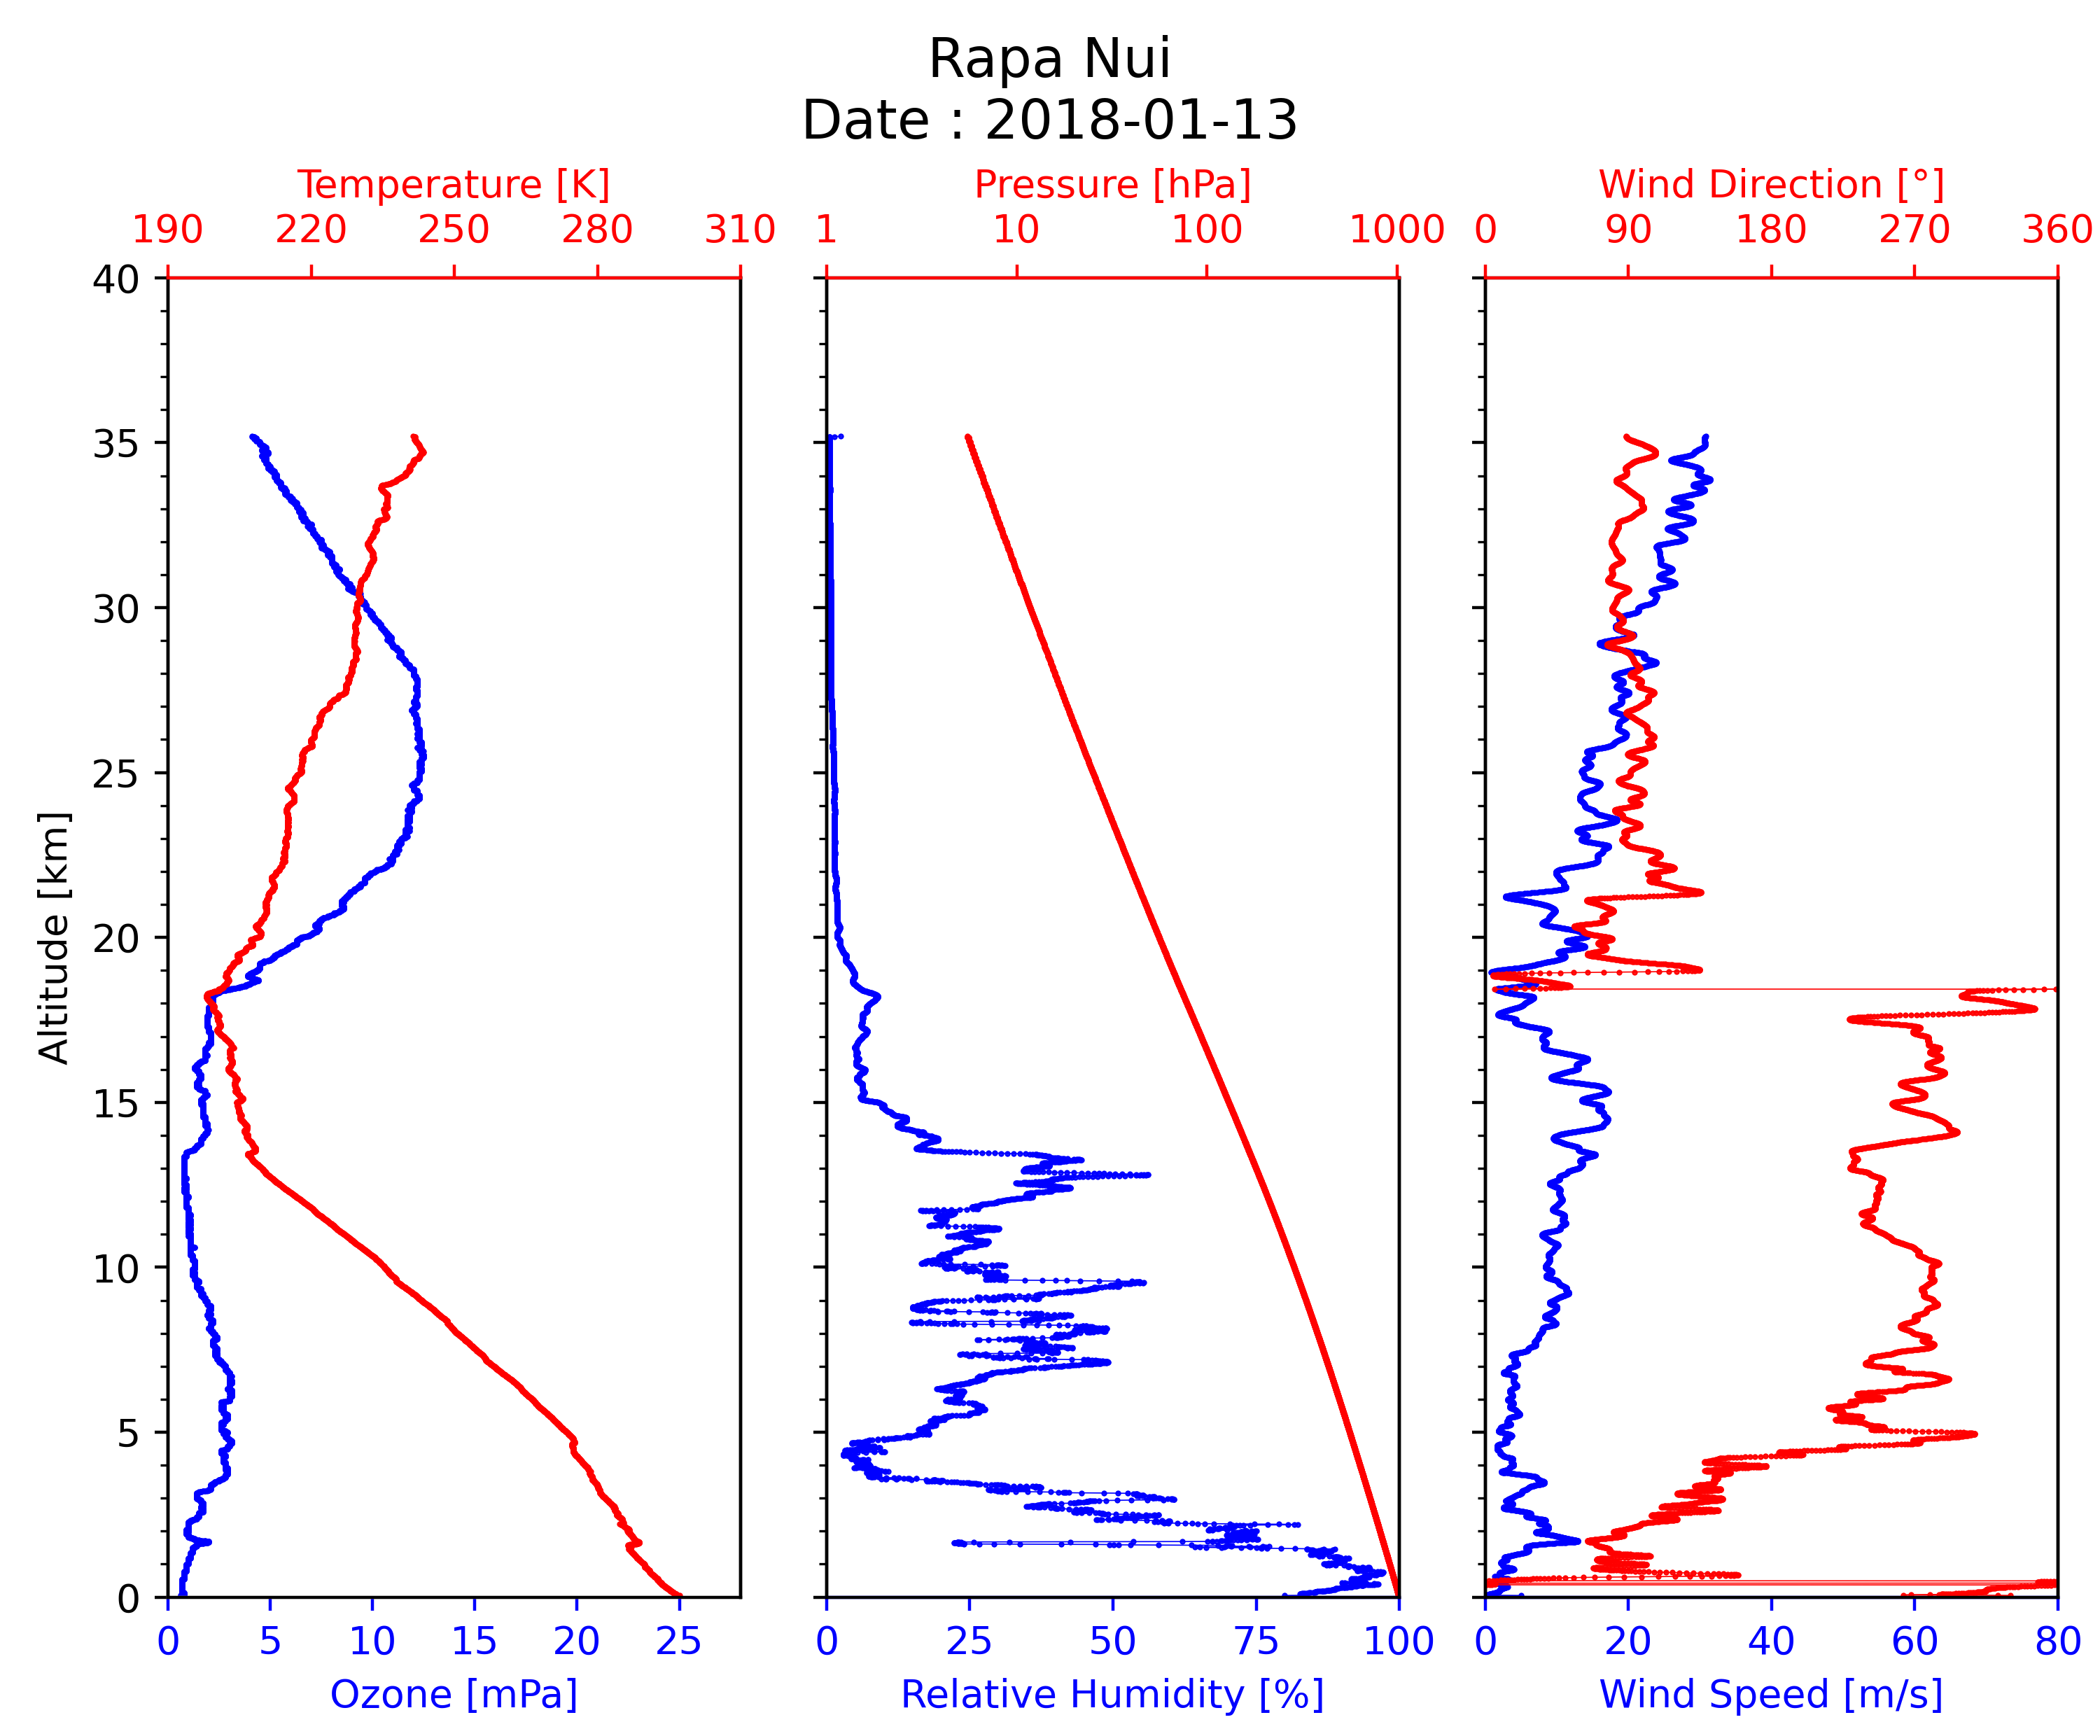 Rapa Nui
Date : 2018-01-13
Temperature [K]
190 220 250 280 310
Pressure [hPa]
1 10 100 1000
Wind Direction [°]
0 90 180 270 360
Altitude [km]
40
35
30
25
20
15
10
5
0
0 5 10 15 20 25
Ozone [mPa]
0 25 50 75 100
Relative Humidity [%]
0 20 40 60 80
Wind Speed [m/s]